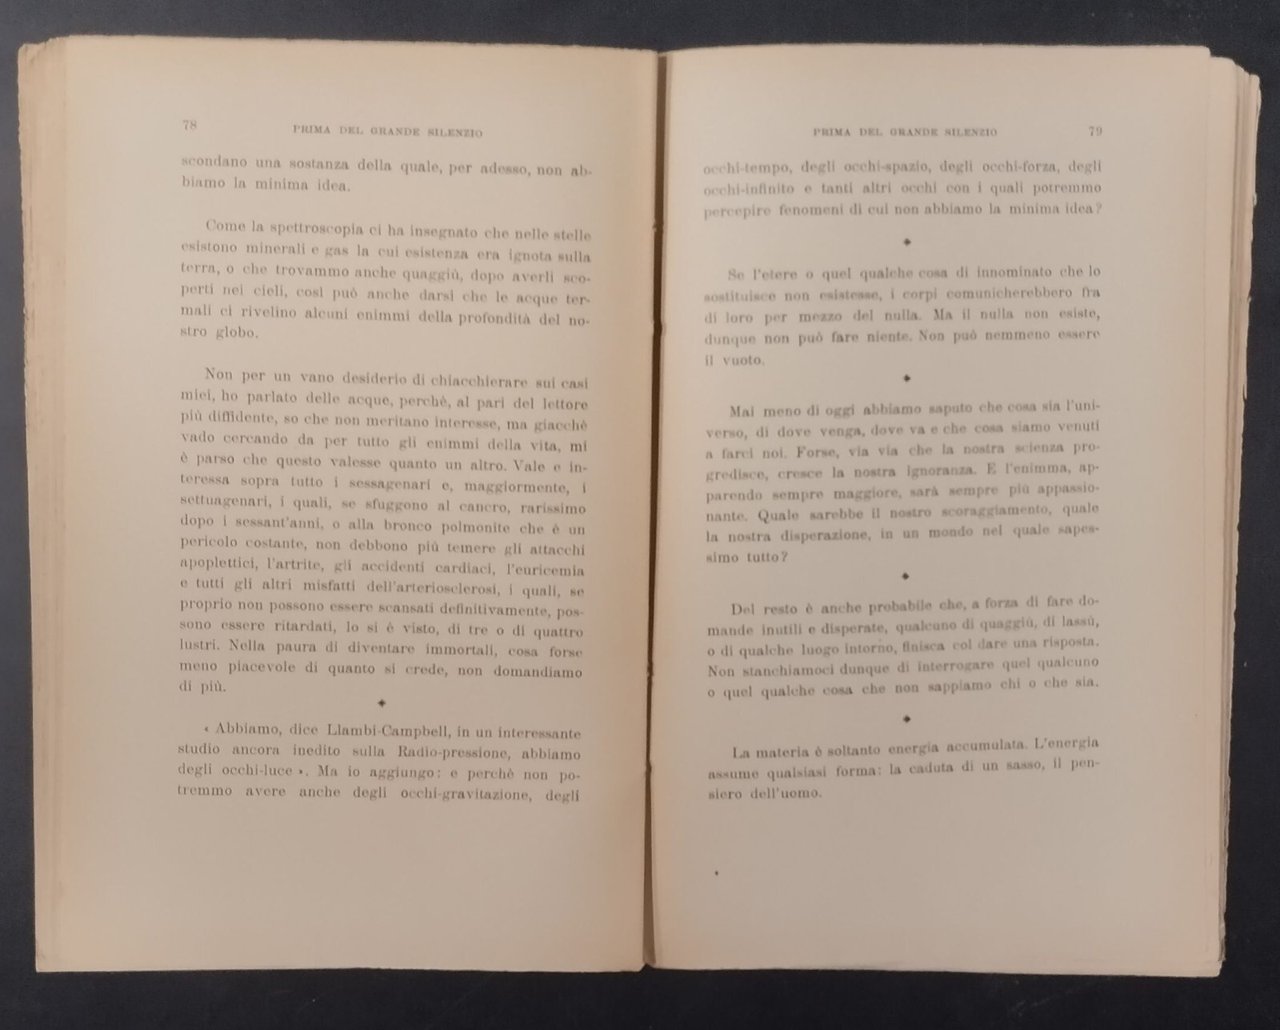 78
PRIMA DEL GRANDE SILENZIO
scondano una sostanza della quale, per adesso, non ab-
biamo la minima idea.
Come la spettroscopia ci ha insegnato che nelle stelle
esistono minerali e gas la cui esistenza era ignota sulla
terra, o che trovammo anche quaggiù, dopo averli sco-
perti nei cieli, così può anche darsi che le acque ter-
mali ci rivelino alcuni enimmi della profondità del no-
stro globo.
Non per un vano desiderio di chiacchierare sui casi
miei, ho parlato delle acque, perchè, al pari del lettore
più diffidente, so che non meritano interesse, ma giacchè
vado cercando da per tutto gli enimmi della vita, mi
è parso che questo valesse quanto un altro. Vale e in-
teressa sopra tutto i sessagenari e, maggiormente, i
settuagenari, i quali, se sfuggono al cancro, rarissimo
dopo i sessant'anni, o alla bronco polmonite che è un
pericolo costante, non debbono più temere gli attacchi
apoplettici, l'artrite, gli accidenti cardiaci, l'euricemia
e tutti gli altri misfatti dell'arteriosclerosi, i quali, se
proprio non possono essere scansati definitivamente, pos-
sono essere ritardati, lo si è visto, di tre o di quattro
lustri. Nella paura di diventare immortali, cosa forse
meno piacevole di quanto si crede, non domandiamo
di più.
« Abbiamo, dice Llambi-Campbell, in un interessante
studio ancora inedito sulla Radio-pressione, abbiamo
degli occhi-luce ». Ma io aggiungo: e perchè non po-
tremmo avere anche degli occhi-gravitazione, degli
PRIMA DEL GRANDE SILENZIO
79
occhi-tempo, degli occhi-spazio, degli occhi-forza, degli
occhi-infinito e tanti altri occhi con i quali potremmo
percepire fenomeni di cui non abbiamo la minima idea?
Se l'etere o quel qualche cosa di innominato che lo
sostituisce non esistesse, i corpi comunicherebbero fra
di loro per mezzo del nulla. Ma il nulla non esiste,
dunque non può fare niente. Non può nemmeno essere
il vuoto.
Mai meno di oggi abbiamo saputo che cosa sia l'uni-
verso, di dove venga, dove va e che cosa siamo venuti
a farci noi. Forse, via via che la nostra scienza pro-
gredisce, cresce la nostra ignoranza. E l'enimma, ap-
parendo sempre maggiore, sarà sempre più appassio-
nante. Quale sarebbe il nostro scoraggiamento, quale
la nostra disperazione, in un mondo nel quale sapes-
simo tutto?
Del resto è anche probabile che, a forza di fare do-
mande inutili e disperate, qualcuno di quaggiù, di lassù,
o di qualche luogo intorno, finisca col dare una risposta.
Non stanchiamoci dunque di interrogare quel qualcuno
o quel qualche cosa che non sappiamo chi o che sia.
La materia è soltanto energia accumulata. L'energia
assume qualsiasi forma: la caduta di un sasso, il pen-
siero dell'uomo.